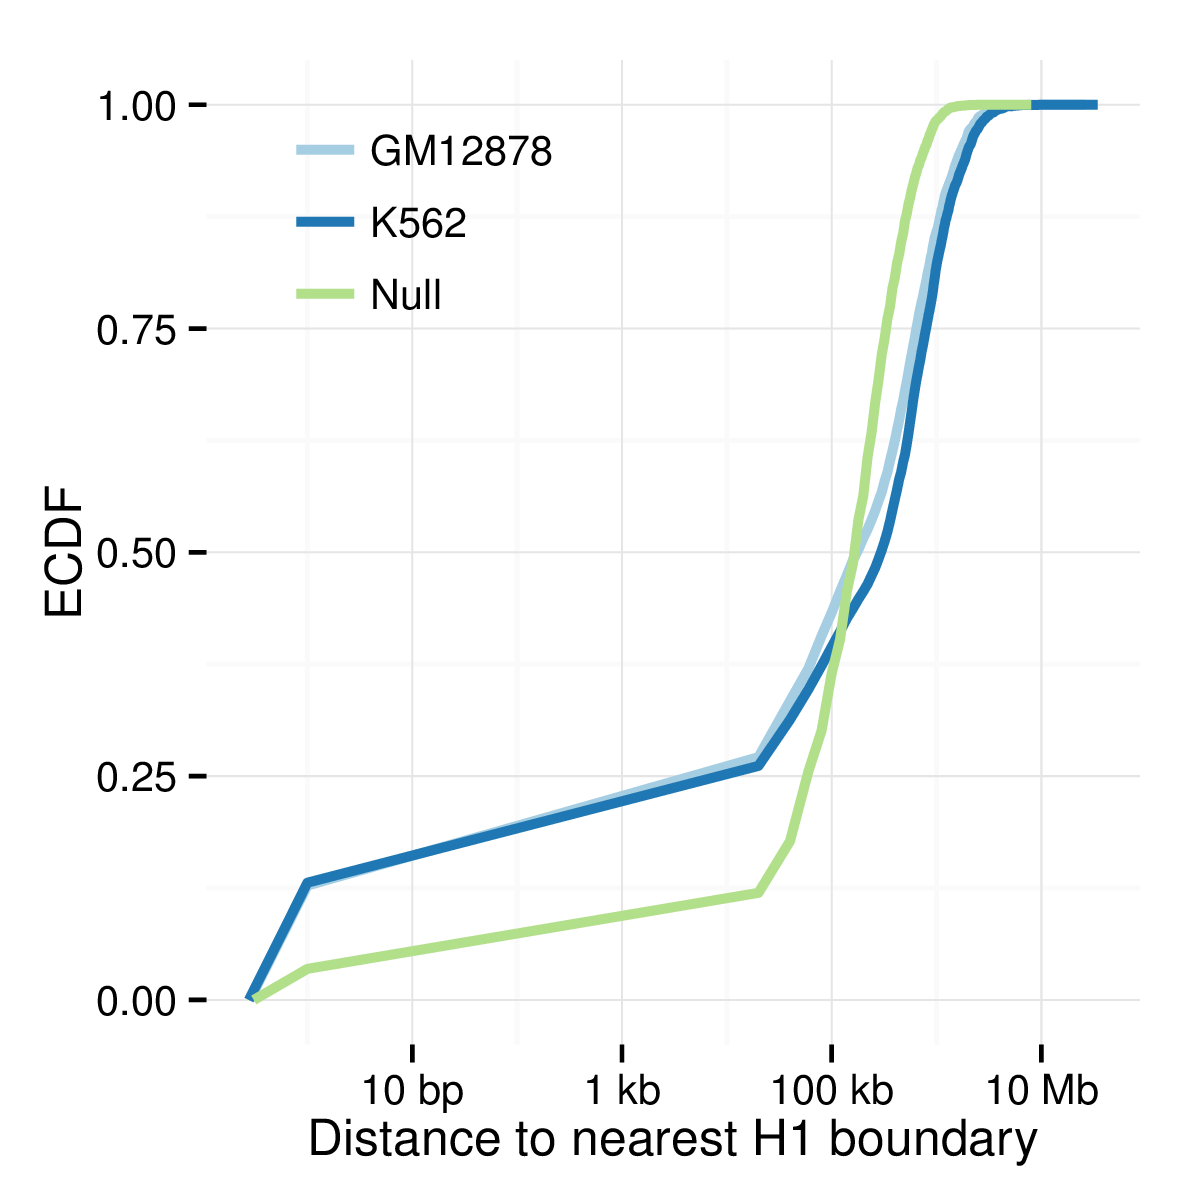 1.00
0.75
0.50
0.25
0.00
ECDF
GM12878
K562
Null
10 bp
1 kb
100 kb
10 Mb
Distance to nearest H1 boundary